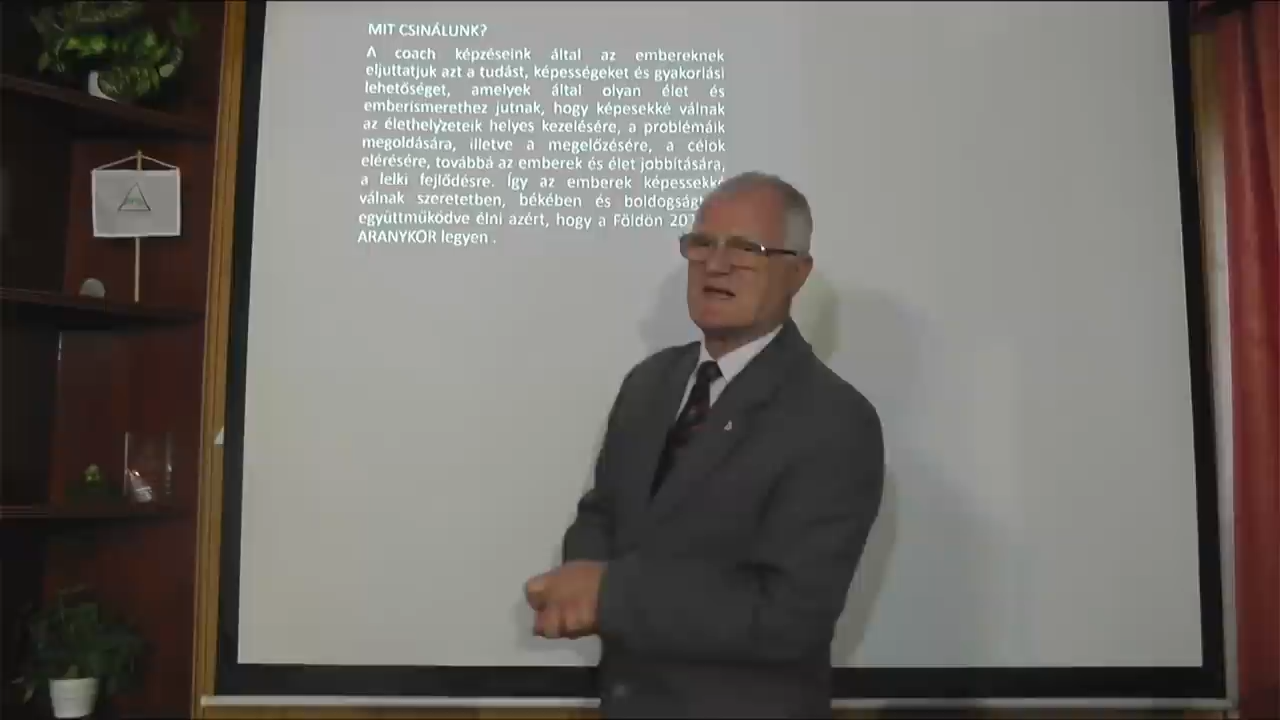 MIT CSINÁLUNK?
A coach képzéseink által az embereknek
eljuttatjuk azt a tudást, képességeket és gyakorlási
lehetőséget, amelyek által olyan élet és
emberismerethez jutnak, hogy képesekké válnak
az élethelyzeteik helyes kezelésére, a problémáik
megoldására, illetve a megelőzésére, a célok
elérésére, továbbá az emberek és élet jobbítására,
a lelki fejlődésre. Így az emberek képessekké
válnak szeretetben, békében és
együttműködve élni azért, hogy a Földön
ARANYKOR legyen .